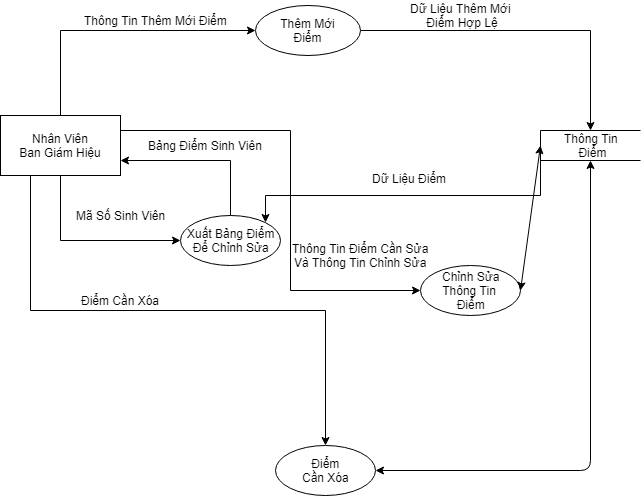 Thông Tin Thêm Mới Điểm
Thêm Mới
Điểm
Dữ Liệu Thêm Mới
Điểm Hợp Lệ
Nhân Viên
Ban Giám Hiệu
Bảng Điểm Sinh Viên
Thông Tin
Điểm
Dữ Liệu Điểm
Mã Số Sinh Viên
Xuất Bảng Điểm
Để Chỉnh Sửa
Thông Tin Điểm Cần Sửa
Và Thông Tin Chỉnh Sửa
Chỉnh Sửa
Thông Tin
Điểm
Điểm Cần Xóa
Điểm
Cần Xóa